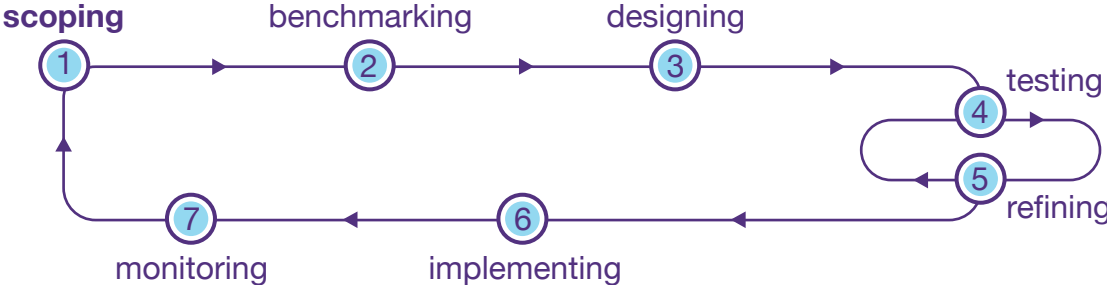 scoping
benchmarking
designing
1
2
3
testing
4
5
refining
7
6
monitoring
implementing